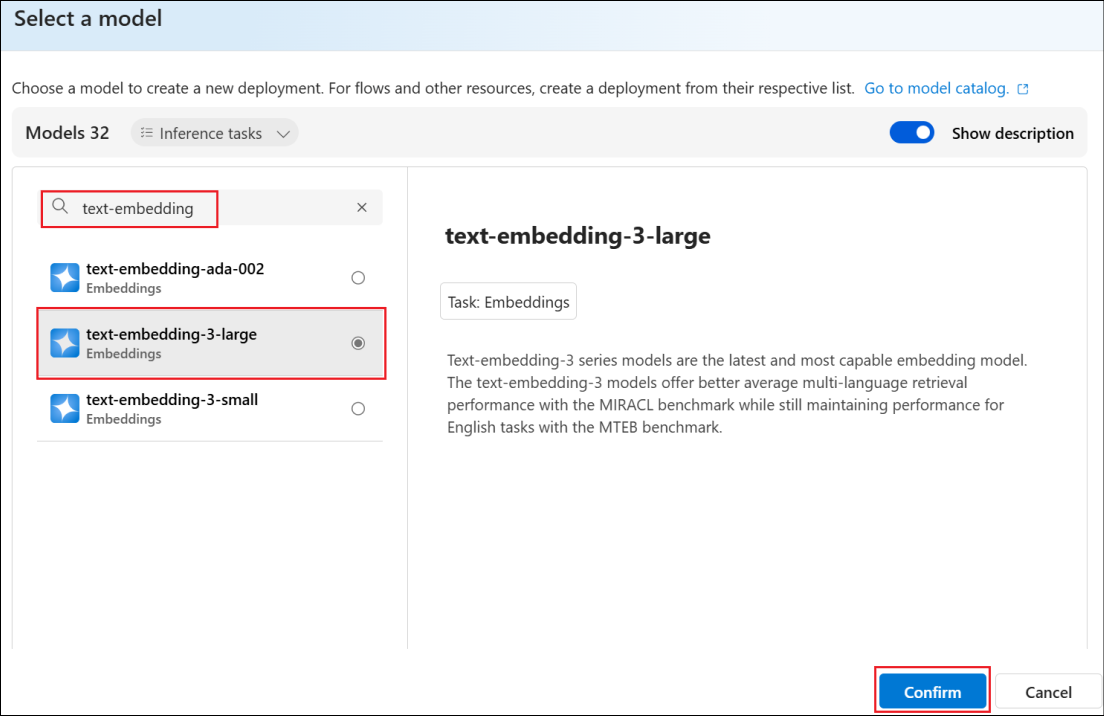 Select a model
Choose a model to create a new deployment. For flows and other resources, create a deployment from their respective list. Go to model catalog.
Models 32 Inference tasks Show description
text-embedding
text-embedding-ada-002
Embeddings
text-embedding-3-large
Embeddings
text-embedding-3-small
Embeddings
text-embedding-3-large
Task: Embeddings
Text-embedding-3 series models are the latest and most capable embedding model.
The text-embedding-3 models offer better average multi-language retrieval
performance with the MIRACL benchmark while still maintaining performance for
English tasks with the MTEB benchmark.
Confirm Cancel